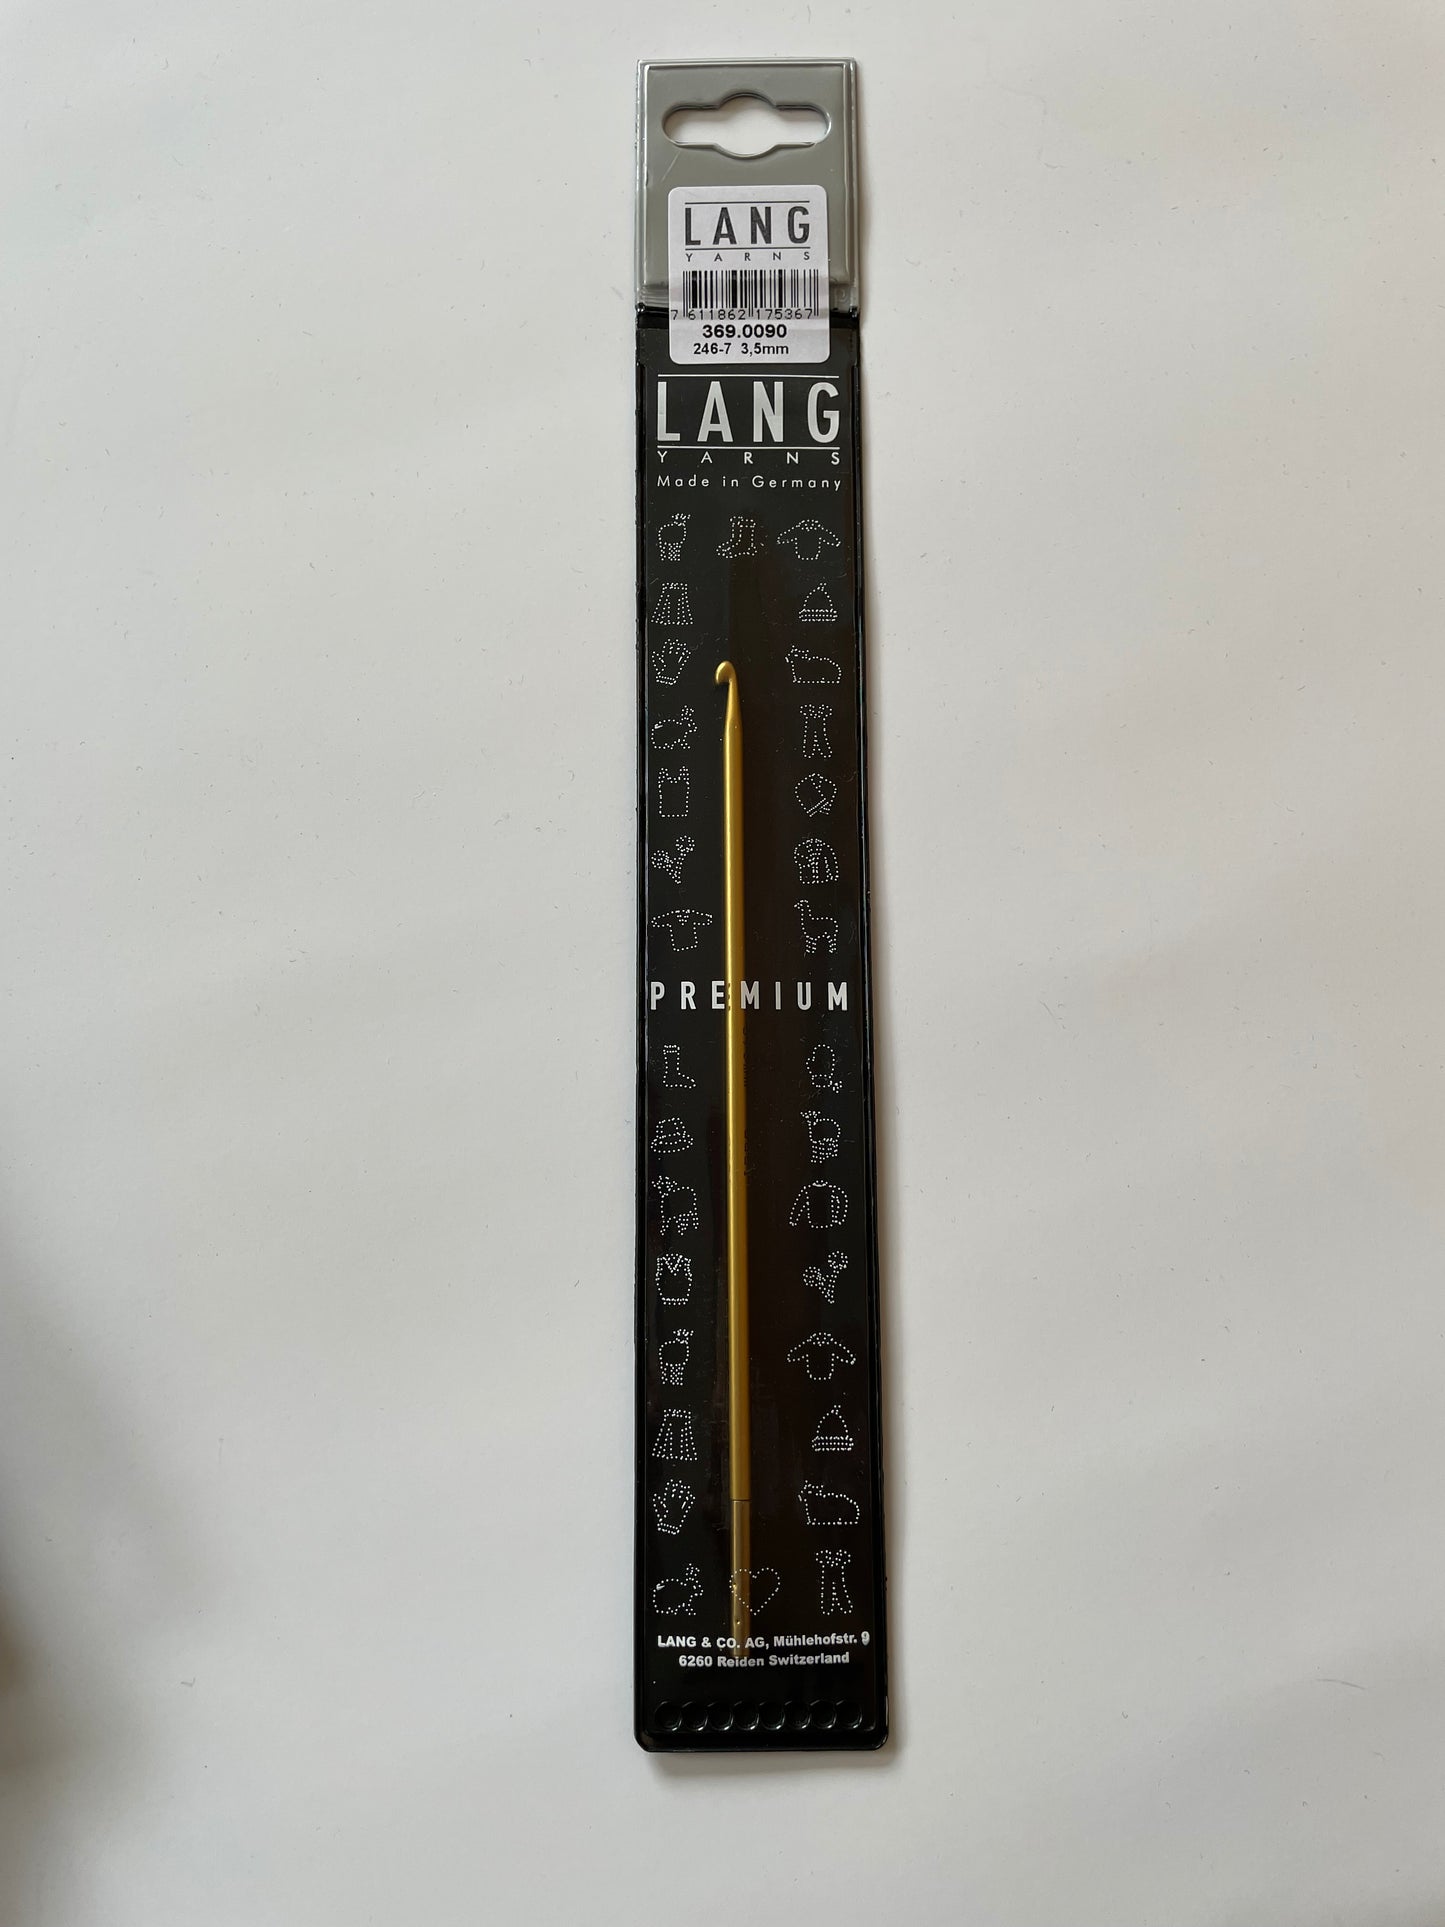 LANG
YARNS
7 611862 175367
369.0090
246-7 3,5mm
LANG
YARNS
Made in Germany
PREMIUM
LANG & CO. AG, Mühlehofstr. 9
6260 Reiden Switzerland